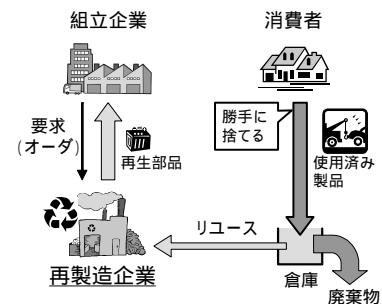 組立企業
消費者
要求
(オーダ)
再生部品
勝手に
捨てる
使用済み
製品
リユース
再製造企業
倉庫
廃棄物